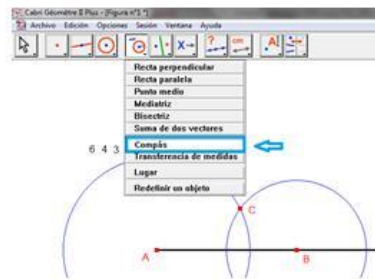 Cabri Géomètre II Plus - [Figura n°1 *]
Archivo Edición Opciones Sesión Ventana Ayuda
Recta perpendicular
Recta paralela
Punto medio
Mediatriz
Bisectriz
Suma de dos vectores
Compás
Transferencia de medidas
Lugar
Redefinir un objeto
6 4 3
C
A
B